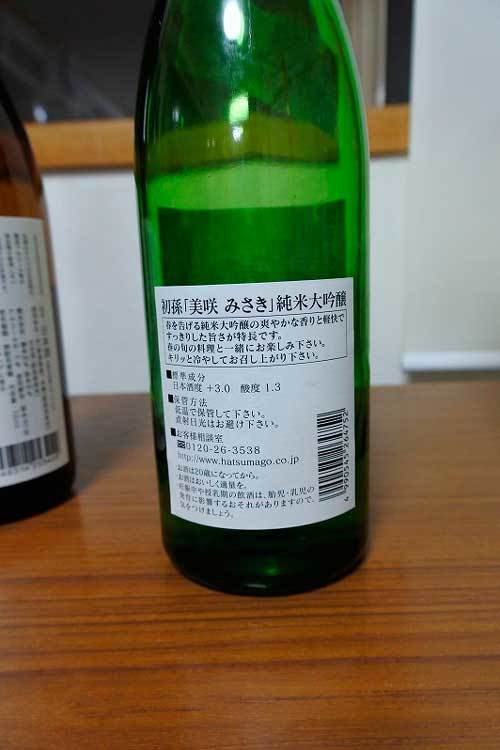 初孫「美咲 みさき」純米大吟醸
春を告げる純米大吟醸の爽やかな香りと軽快で
すっきりした旨さが特長です。
春の旬の料理と一緒にお楽しみ下さい。
キリッと冷やしてお召し上がり下さい。
■標準成分
日本酒度 +3.0 酸度 1.3
■保管方法
低温で保管して下さい。
直射日光はお避け下さい。
■お客様相談室
0120-26-3538
http://www.hatsumago.co.jp
お酒は20歳になってから。
お酒はおいしく適量を。
妊娠中や授乳期の飲酒は、胎児・乳児の
発育に影響するおそれがありますので、
気をつけましょう。
4 990543 264752